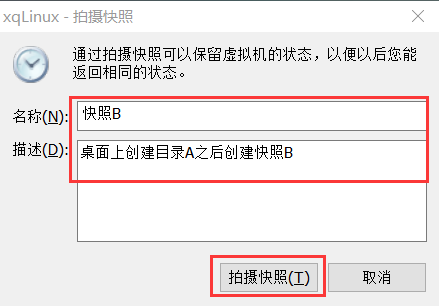 xqLinux - 拍摄快照
通过拍摄快照可以保留虚拟机的状态，以便以后您能
返回相同的状态。
名称(N): 快照B
描述(D): 桌面上创建目录A之后创建快照B
拍摄快照(T) 取消